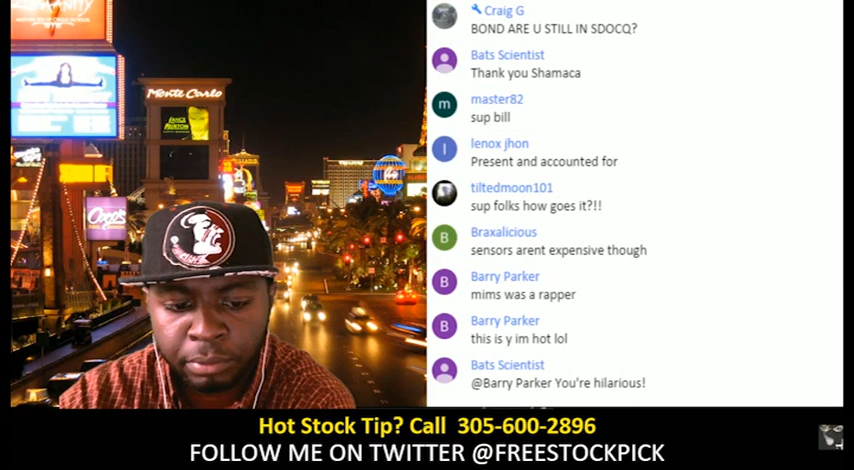 Monte Carlo
Craig G
BOND ARE U STILL IN SDOCQ?
Bats Scientist
Thank you Shamaca
m
master82
sup bill
l
lenox jhon
Present and accounted for
tiltedmoon101
sup folks how goes it?!!
B
Braxalicious
sensors arent expensive though
B
Barry Parker
mims was a rapper
B
Barry Parker
this is y im hot lol
Bats Scientist
@Barry Parker You're hilarious!
Hot Stock Tip? Call 305-600-2896
FOLLOW ME ON TWITTER @FREESTOCKPICK